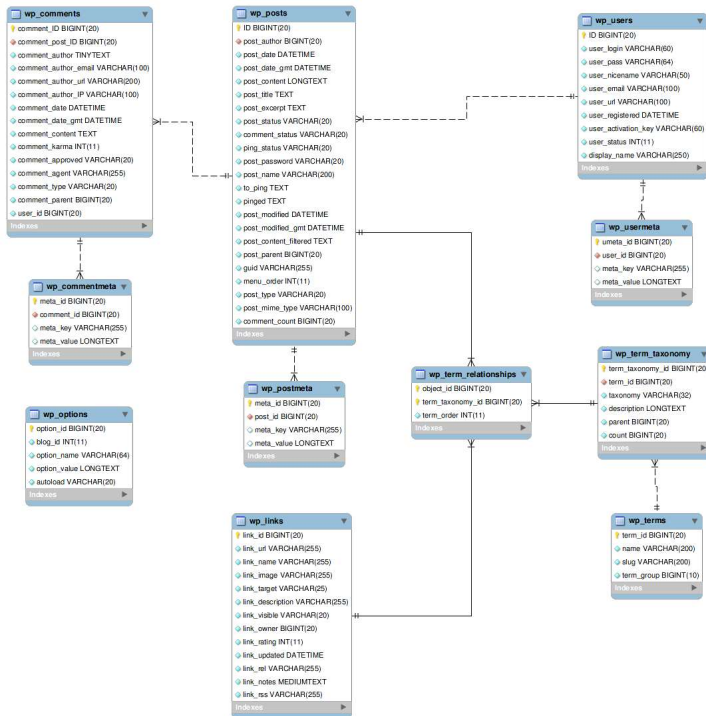 wp_comments
comment_ID BIGINT(20)
comment_post_ID BIGINT(20)
comment_author TINYTEXT
comment_author_email VARCHAR(100)
comment_author_url VARCHAR(200)
comment_author_IP VARCHAR(100)
comment_date DATETIME
comment_date_gmt DATETIME
comment_content TEXT
comment_karma INT(11)
comment_approved VARCHAR(20)
comment_agent VARCHAR(255)
comment_type VARCHAR(20)
comment_parent BIGINT(20)
user_id BIGINT(20)
Indexes
wp_posts
ID BIGINT(20)
post_author BIGINT(20)
post_date DATETIME
post_date_gmt DATETIME
post_content LONGTEXT
post_title TEXT
post_excerpt TEXT
post_status VARCHAR(20)
comment_status VARCHAR(20)
ping_status VARCHAR(20)
post_password VARCHAR(20)
post_name VARCHAR(200)
to_ping TEXT
pinged TEXT
post_modified DATETIME
post_modified_gmt DATETIME
post_content_filtered TEXT
post_parent BIGINT(20)
guid VARCHAR(255)
menu_order INT(11)
post_type VARCHAR(20)
post_mime_type VARCHAR(100)
comment_count BIGINT(20)
Indexes
wp_users
ID BIGINT(20)
user_login VARCHAR(60)
user_pass VARCHAR(64)
user_nicename VARCHAR(50)
user_email VARCHAR(100)
user_url VARCHAR(100)
user_registered DATETIME
user_activation_key VARCHAR(60)
user_status INT(11)
display_name VARCHAR(250)
Indexes
wp_usermeta
umeta_id BIGINT(20)
user_id BIGINT(20)
meta_key VARCHAR(255)
meta_value LONGTEXT
Indexes
wp_commentmeta
meta_id BIGINT(20)
comment_id BIGINT(20)
meta_key VARCHAR(255)
meta_value LONGTEXT
Indexes
wp_term_relationships
object_id BIGINT(20)
term_taxonomy_id BIGINT(20)
term_order INT(11)
Indexes
wp_term_taxonomy
term_taxonomy_id BIGINT(20)
term_id BIGINT(20)
taxonomy VARCHAR(32)
description LONGTEXT
parent BIGINT(20)
count BIGINT(20)
Indexes
wp_options
option_id BIGINT(20)
blog_id INT(11)
option_name VARCHAR(64)
option_value LONGTEXT
autoload VARCHAR(20)
Indexes
wp_postmeta
meta_id BIGINT(20)
post_id BIGINT(20)
meta_key VARCHAR(255)
meta_value LONGTEXT
Indexes
wp_links
link_id BIGINT(20)
link_url VARCHAR(255)
link_name VARCHAR(255)
link_image VARCHAR(255)
link_target VARCHAR(25)
link_description VARCHAR(255)
link_visible VARCHAR(20)
link_owner BIGINT(20)
link_rating INT(11)
link_updated DATETIME
link_rel VARCHAR(255)
link_notes MEDIUMTEXT
link_rss VARCHAR(255)
Indexes
wp_terms
term_id BIGINT(20)
name VARCHAR(200)
slug VARCHAR(200)
term_group BIGINT(10)
Indexes